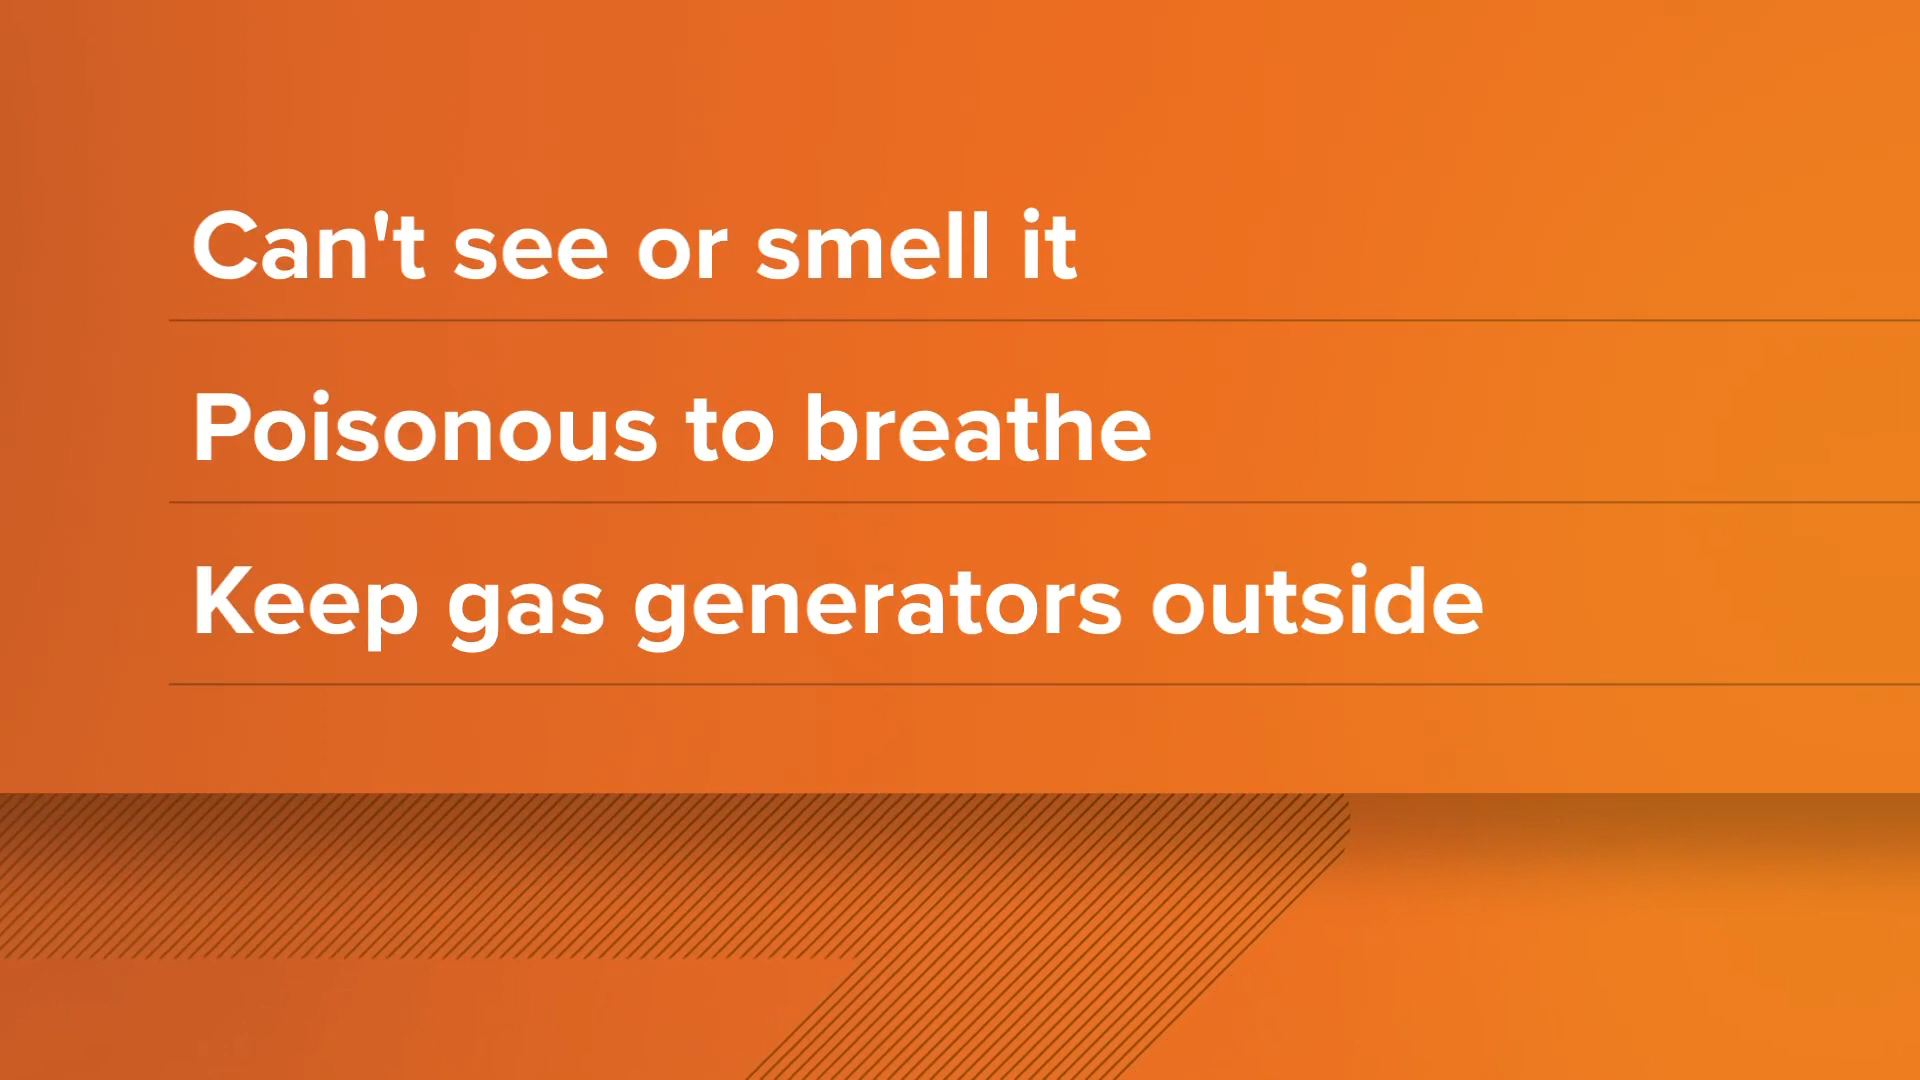 Can't see or smell it
Poisonous to breathe
Keep gas generators outside